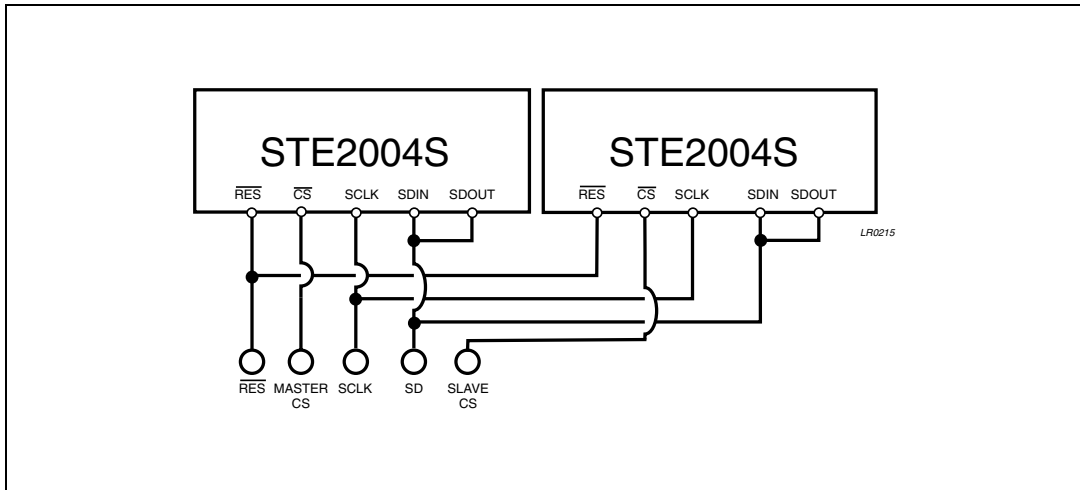 STE2004S STE2004S
RES CS SCLK SDIN SDOUT RES CS SCLK SDIN SDOUT
LR0215
RES MASTER CS SCLK SD SLAVE CS